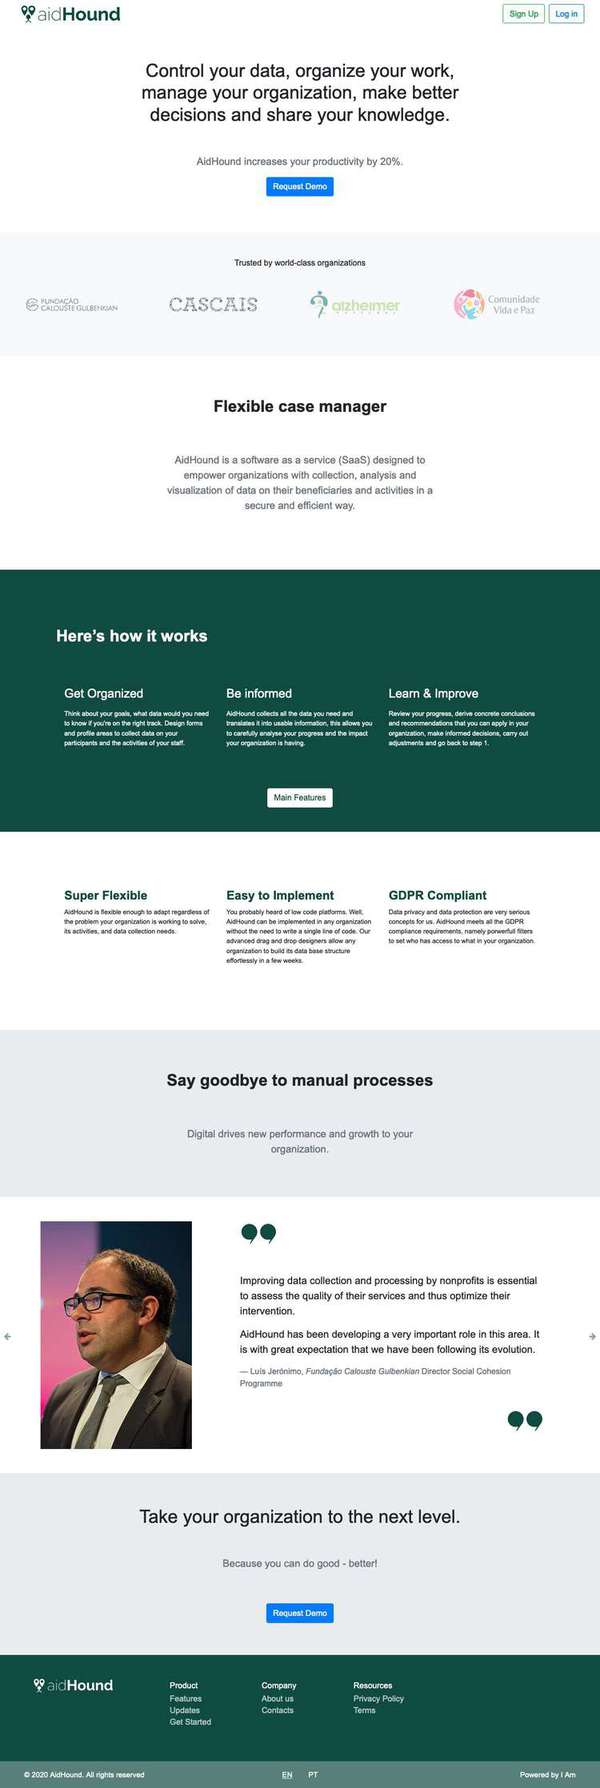 aidHound
Sign Up
Log in
Control your data, organize your work,
manage your organization, make better
decisions and share your knowledge.
AidHound increases your productivity by 20%.
Request Demo
Trusted by world-class organizations
FUNDAÇÃO
CALOUSTE GULBENKIAN
CASCAIS
alzheimer
Comunidade
Vida e Paz
Flexible case manager
AidHound is a software as a service (SaaS) designed to
empower organizations with collection, analysis and
visualization of data on their beneficiaries and activities in a
secure and efficient way.
Here's how it works
Get Organized
Think about your goals, what data would you need
to know if you're on the right track. Design forms
and profile areas to collect data on your
participants and the activities of your staff.
Be informed
AidHound collects all the data you need and
translates it into usable information, this allows you
to carefully analyse your progress and the impact
your organization is having.
Learn & Improve
Review your progress, derive concrete conclusions
and recommendations that you can apply in your
organization, make informed decisions, carry out
adjustments and go back to step 1.
Main Features
Super Flexible
AidHound is flexible enough to adapt regardless of
the problem your organization is working to solve,
its activities, and data collection needs.
Easy to Implement
You probably heard of low code platforms. Well,
AidHound can be implemented in any organization
without the need to write a single line of code. Our
advanced drag and drop designers allow any
organization to build its data base structure
effortlessly in a few weeks.
GDPR Compliant
Data privacy and data protection are very serious
concepts for us. AidHound meets all the GDPR
compliance requirements, namely porwerfull filters
to set who has access to what in your organization.
Say goodbye to manual processes
Digital drives new performance and growth to your
organization.
Improving data collection and processing by nonprofits is essential
to assess the quality of their services and thus optimize their
intervention.
AidHound has been developing a very important role in this area. It
is with great expectation that we have been following its evolution.
— Luís Jerónimo, Fundação Calouste Gulbenkian Director Social Cohesion
Programme
Take your organization to the next level.
Because you can do good - better!
Request Demo
aidHound
Product
Features
Updates
Get Started
Company
About us
Contacts
Resources
Privacy Policy
Terms
© 2020 AidHound. All rights reserved
EN
PT
Powered by I Am